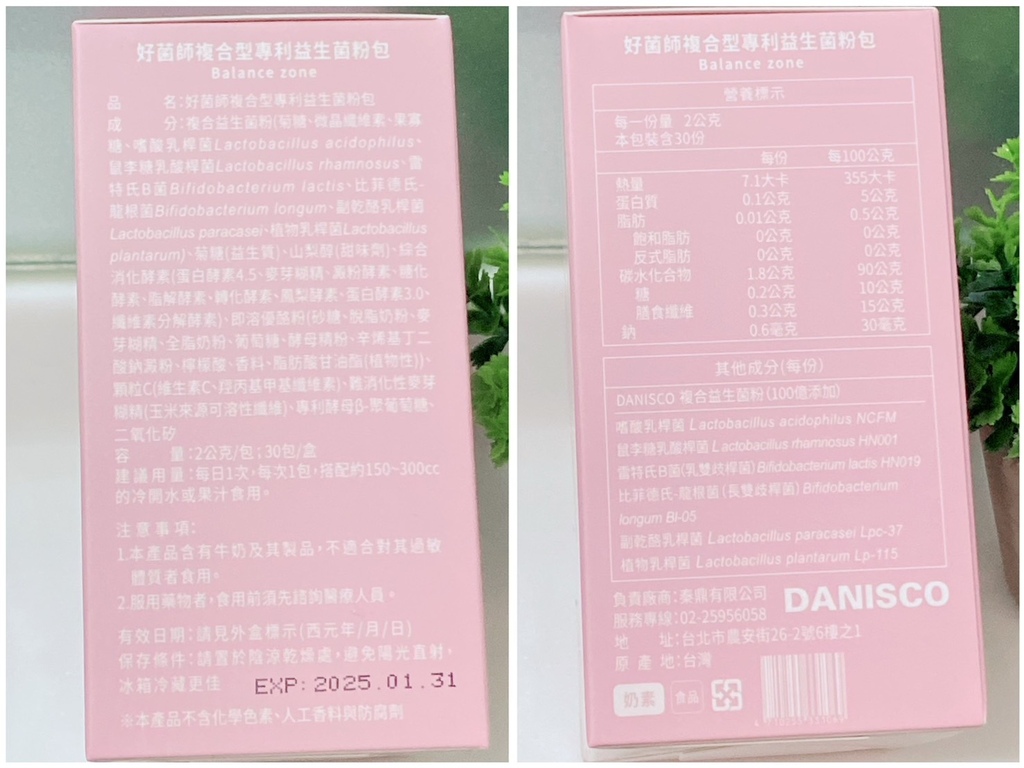 好菌師複合型專利益生菌粉包
Balance zone
品 名:好菌師複合型專利益生菌粉包
成 分:複合益生菌粉(菊糖、微晶纖維素、果寡
糖、嗜酸乳桿菌Lactobacillus acidophilus、
鼠李糖乳酸桿菌Lactobacillus rhamnosus、雷
特氏B菌Bifidobacterium lactis、比菲德氏-
龍根菌Bifidobacterium longum、副乾酪乳桿菌
Lactobacillus paracasei、植物乳桿菌Lactobacillus
plantarum)、菊糖(益生質)、山梨醇(甜味劑)、綜合
消化酵素(蛋白酵素4.5、麥芽糊精、澱粉酵素、糖化
酵素、脂解酵素、轉化酵素、鳳梨酵素、蛋白酵素3.0、
纖維素分解酵素)、即溶優酪粉(砂糖、脫脂奶粉、麥
芽糊精、全脂奶粉、葡萄糖、酵母精粉、辛烯基丁二
酸鈉澱粉、檸檬酸、香料、脂肪酸甘油酯(植物性))、
顆粒C(維生素C、羥丙基甲基纖維素)、難消化性麥芽
糊精(玉米來源可溶性纖維)、專利酵母β-聚葡萄糖、
二氧化矽
容 量:2公克/包;30包/盒
建議用量:每日1次,每次1包,搭配約150~300cc
的冷開水或果汁食用。
注意事項:
1.本產品含有牛奶及其製品,不適合對其過敏
體質者食用。
2.服用藥物者,食用前須先諮詢醫療人員。
有效日期:請見外盒標示(西元年/月/日)
保存條件:請置於陰涼乾燥處,避免陽光直射,
冰箱冷藏更佳 EXP:2025.01.31
※本產品不含化學色素、人工香料與防腐劑
好菌師複合型專利益生菌粉包
Balance zone
營養標示
每一份量 2公克
本包裝含30份
每份 每100公克
熱量 7.1大卡 355大卡
蛋白質 0.1公克 5公克
脂肪 0.01公克 0.5公克
飽和脂肪 0公克 0公克
反式脂肪 0公克 0公克
碳水化合物 1.8公克 90公克
糖 0.2公克 10公克
膳食纖維 0.3公克 15公克
鈉 0.6毫克 30毫克
其他成分(每份)
DANISCO 複合益生菌粉(100億添加)
嗜酸乳桿菌 Lactobacillus acidophilus NCFM
鼠李糖乳酸桿菌 Lactobacillus rhamnosus HN001
雷特氏B菌(乳雙歧桿菌) Bifidobacterium lactis HN019
比菲德氏-龍根菌 (長雙歧桿菌) Bifidobacterium
longum Bl-05
副乾酪乳桿菌 Lactobacillus paracasei Lpc-37
植物乳桿菌 Lactobacillus plantarum Lp-115
負責廠商:泰鼎有限公司
服務專線:02-25956058
DANISCO
地 址:台北市農安街26-2號6樓之1
原產地:台灣
奶素 食品